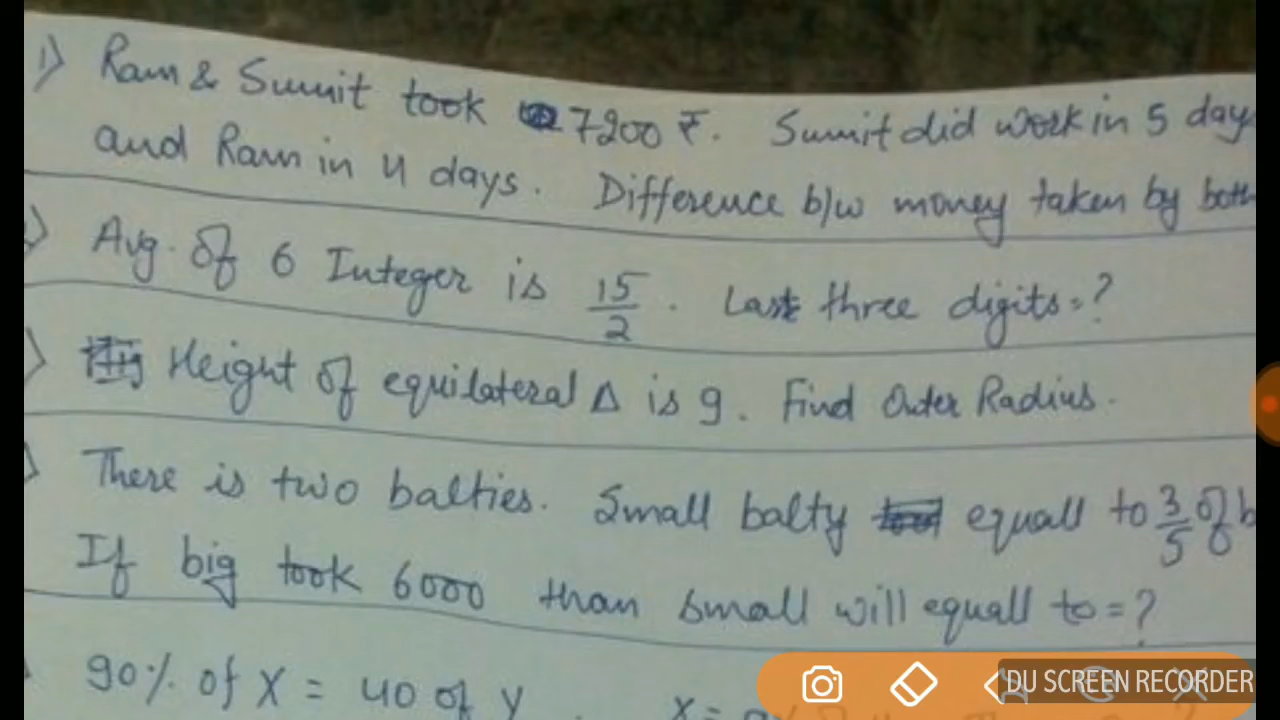 1) Ram & Sumit took 7200 ₹. Sumit did work in 5 day
and Ram in 4 days. Difference b/w money taken by both
Avg. of 6 Integer is 15/2. Last three digits=?
Height of equilateral Δ is 9. Find Outer Radius.
There is two balties. Small balty equall to 3/5 of b
If big took 6000 than small will equall to=?
90% of X = 40 of y
X=
DU SCREEN RECORDER